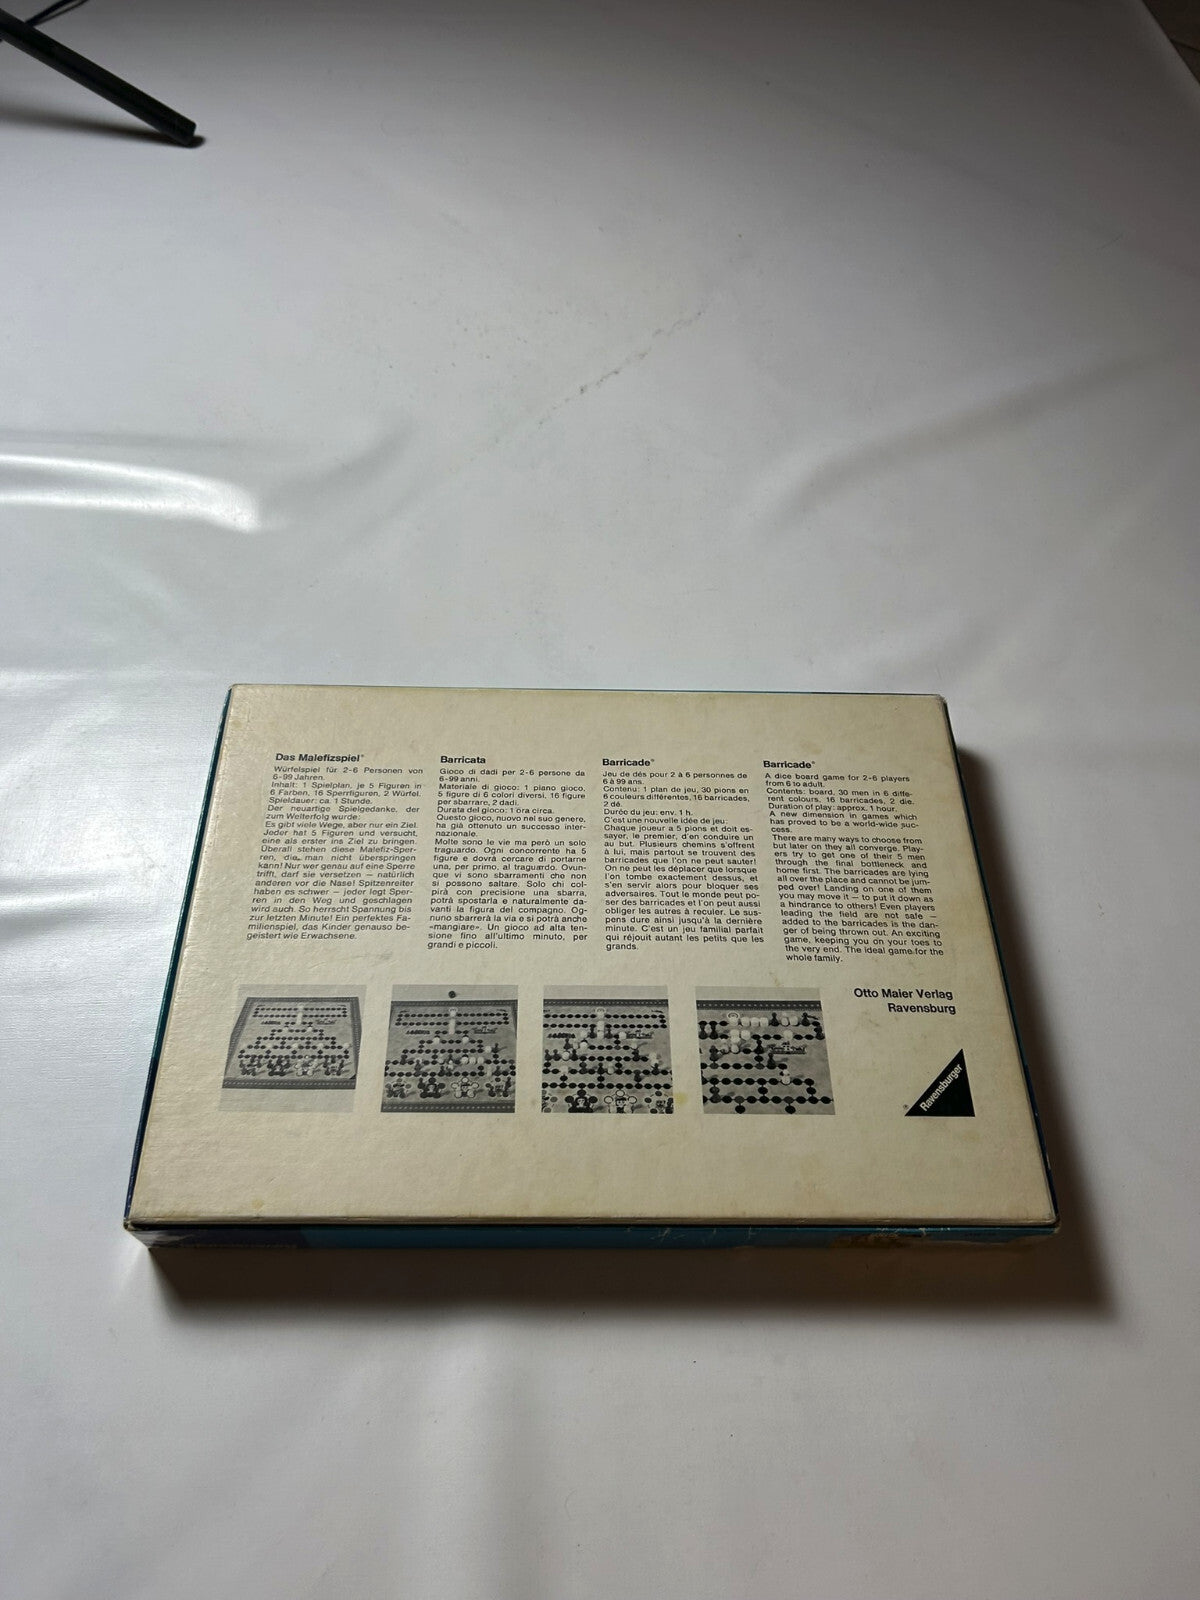 Das Malefizspiel®
Würfelspiel für 2-6 Personen von
6-99 Jahren.
Inhalt: 1 Spielplan, je 5 Figuren in
6 Farben, 16 Sperrfiguren, 2 Würfel.
Spieldauer: ca. 1 Stunde.
Der neuartige Spielgedanke, der
zum Welterfolg wurde:
Es gibt viele Wege, aber nur ein Ziel.
Jeder hat 5 Figuren und versucht,
eine als erster ins Ziel zu bringen.
Überall stehen diese Malefiz-Sper-
ren, die man nicht überspringen
kann! Nur wer genau auf eine Sperre
trifft, darf sie versetzen — natürlich
anderen vor die Nase! Spitzenreiter
haben es schwer — jeder legt Sper-
ren in den Weg und geschlagen
wird auch. So herrscht Spannung bis
zur letzten Minute! Ein perfektes Fa-
milienspiel, das Kinder genauso be-
geistert wie Erwachsene.
Barricata
Gioco di dadi per 2-6 persone da
6-99 anni.
Materiale di gioco: 1 piano gioco,
5 figure di 6 colori diversi, 16 figure
per sbarrare, 2 dadi.
Durata del gioco: 1 ora circa.
Questo gioco, nuovo nel suo genere,
ha già ottenuto un successo inter-
nazionale.
Molte sono le vie ma però un solo
traguardo. Ogni concorrente ha 5
figure e dovrà cercare di portarne
una, per primo, al traguardo. Ovun-
que vi sono sbarramenti che non
si possono saltare. Solo chi col-
pirà con precisione una sbarra,
potrà spostarla e naturalmente da-
vanti la figura del compagno. Og-
nuno sbarrerà la via e si potrà anche
«mangiare». Un gioco ad alta ten-
sione fino all'ultimo minuto, per
grandi e piccoli.
Barricade®
Jeu de dés pour 2 à 6 personnes de
6 à 99 ans.
Contenu: 1 plan de jeu, 30 pions en
6 couleurs différentes, 16 barricades,
2 dé.
Durée du jeu: env. 1 h.
C'est une nouvelle idée de jeu:
Chaque joueur a 5 pions et doit es-
sayer, le premier, d'en conduire un
au but. Plusieurs chemins s'offrent
à lui, mais partout se trouvent des
barricades que l'on ne peut sauter!
On ne peut les déplacer que lorsque
l'on tombe exactement dessus, et
s'en servir alors pour bloquer ses
adversaires. Tout le monde peut po-
ser des barricades et l'on peut aussi
obliger les autres à reculer. Le sus-
pens dure ainsi jusqu'à la dernière
minute. C'est un jeu familial parfait
qui réjouit autant les petits que les
grands.
Barricade®
A dice board game for 2-6 players
from 6 to adult.
Contents: board, 30 men in 6 diffe-
rent colours, 16 barricades, 2 die.
Duration of play: approx. 1 hour.
A new dimension in games which
has proved to be a world-wide suc-
cess.
There are many ways to choose from
but later on they all converge. Play-
ers try to get one of their 5 men
through the final bottleneck and
home first. The barricades are lying
all over the place and cannot be jum-
ped over! Landing on one of them
you may move it — to put it down as
a hindrance to others! Even players
leading the field are not safe —
added to the barricades is the dan-
ger of being thrown out. An exciting
game, keeping you on your toes to
the very end. The ideal game for the
whole family.
Otto Maier Verlag
Ravensburg
® Ravensburger